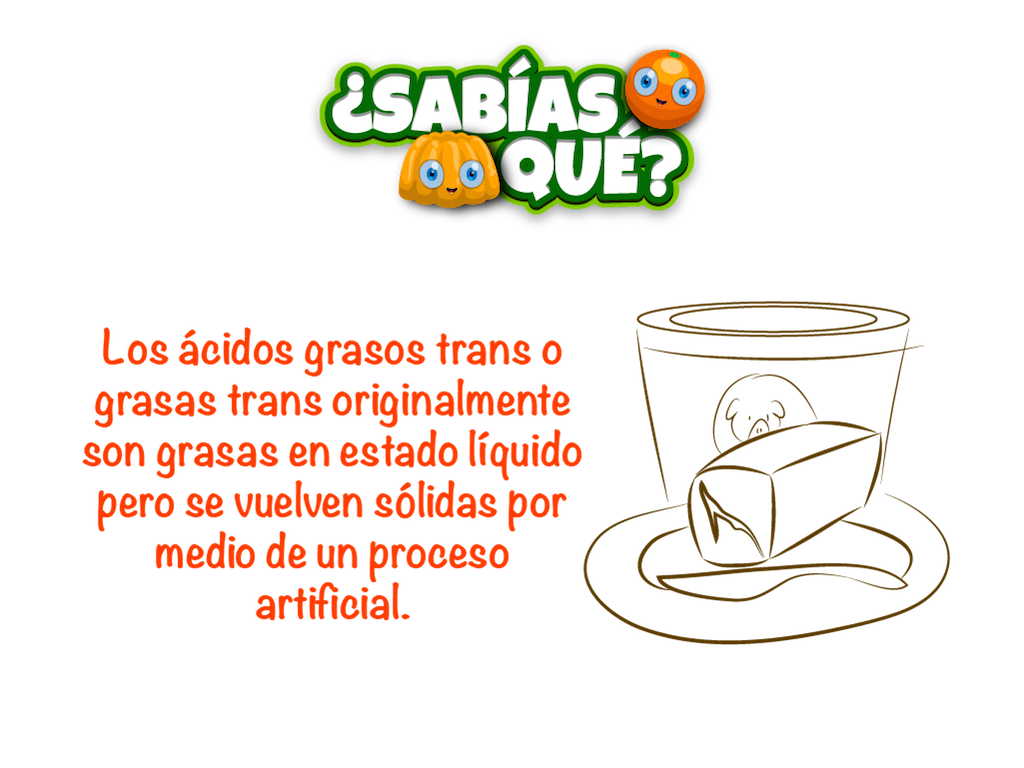 ¿SABÍAS
QUÉ?
Los ácidos grasos trans o
grasas trans originalmente
son grasas en estado líquido
pero se vuelven sólidas por
medio de un proceso
artificial.